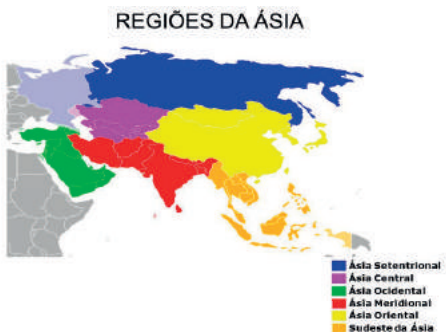 REGIÕES DA ÁSIA
Ásia Setentrional
Ásia Central
Ásia Ocidental
Ásia Meridional
Ásia Oriental
Sudeste da Ásia